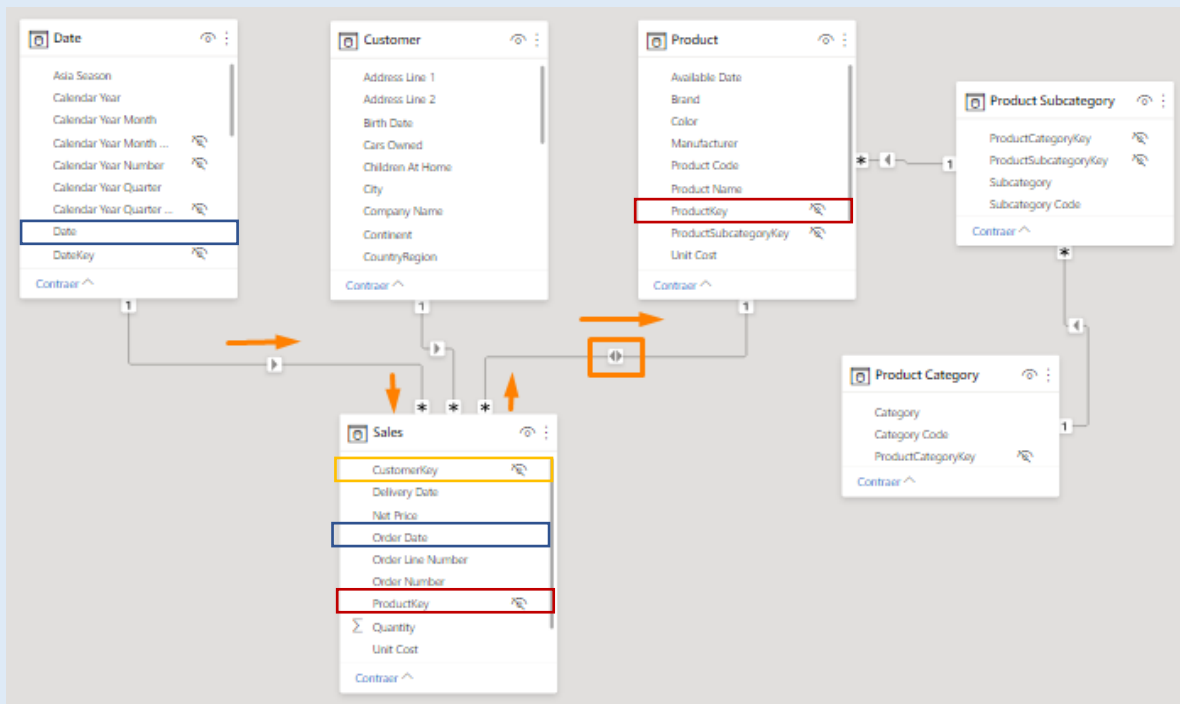 Date
Asia Season
Calendar Year
Calendar Year Month
Calendar Year Month ...
Calendar Year Number
Calendar Year Quarter
Calendar Year Quarter ...
Date
DateKey
Contraer
1
Customer
Address Line 1
Address Line 2
Birth Date
Cars Owned
Children At Home
City
Company Name
Continent
CountryRegion
Contraer
1
Product
Available Date
Brand
Color
Manufacturer
Product Code
Product Name
ProductKey
ProductSubcategoryKey
Unit Cost
Contraer
1
* 1
Product Subcategory
ProductCategoryKey
ProductSubcategoryKey
Subcategory
Subcategory Code
Contraer
*
Product Category
Category
Category Code
ProductCategoryKey
Contraer
1
* * *
Sales
CustomerKey
Delivery Date
Net Price
Order Date
Order Line Number
Order Number
ProductKey
∑ Quantity
Unit Cost
Contraer